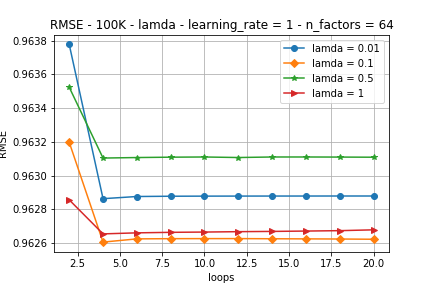 RMSE - 100K - lamda - learning_rate = 1 - n_factors = 64
0.9638
0.9636
0.9634
0.9632
0.9630
0.9628
0.9626
RMSE
lamda = 0.01
lamda = 0.1
lamda = 0.5
lamda = 1
2.5 5.0 7.5 10.0 12.5 15.0 17.5 20.0
loops